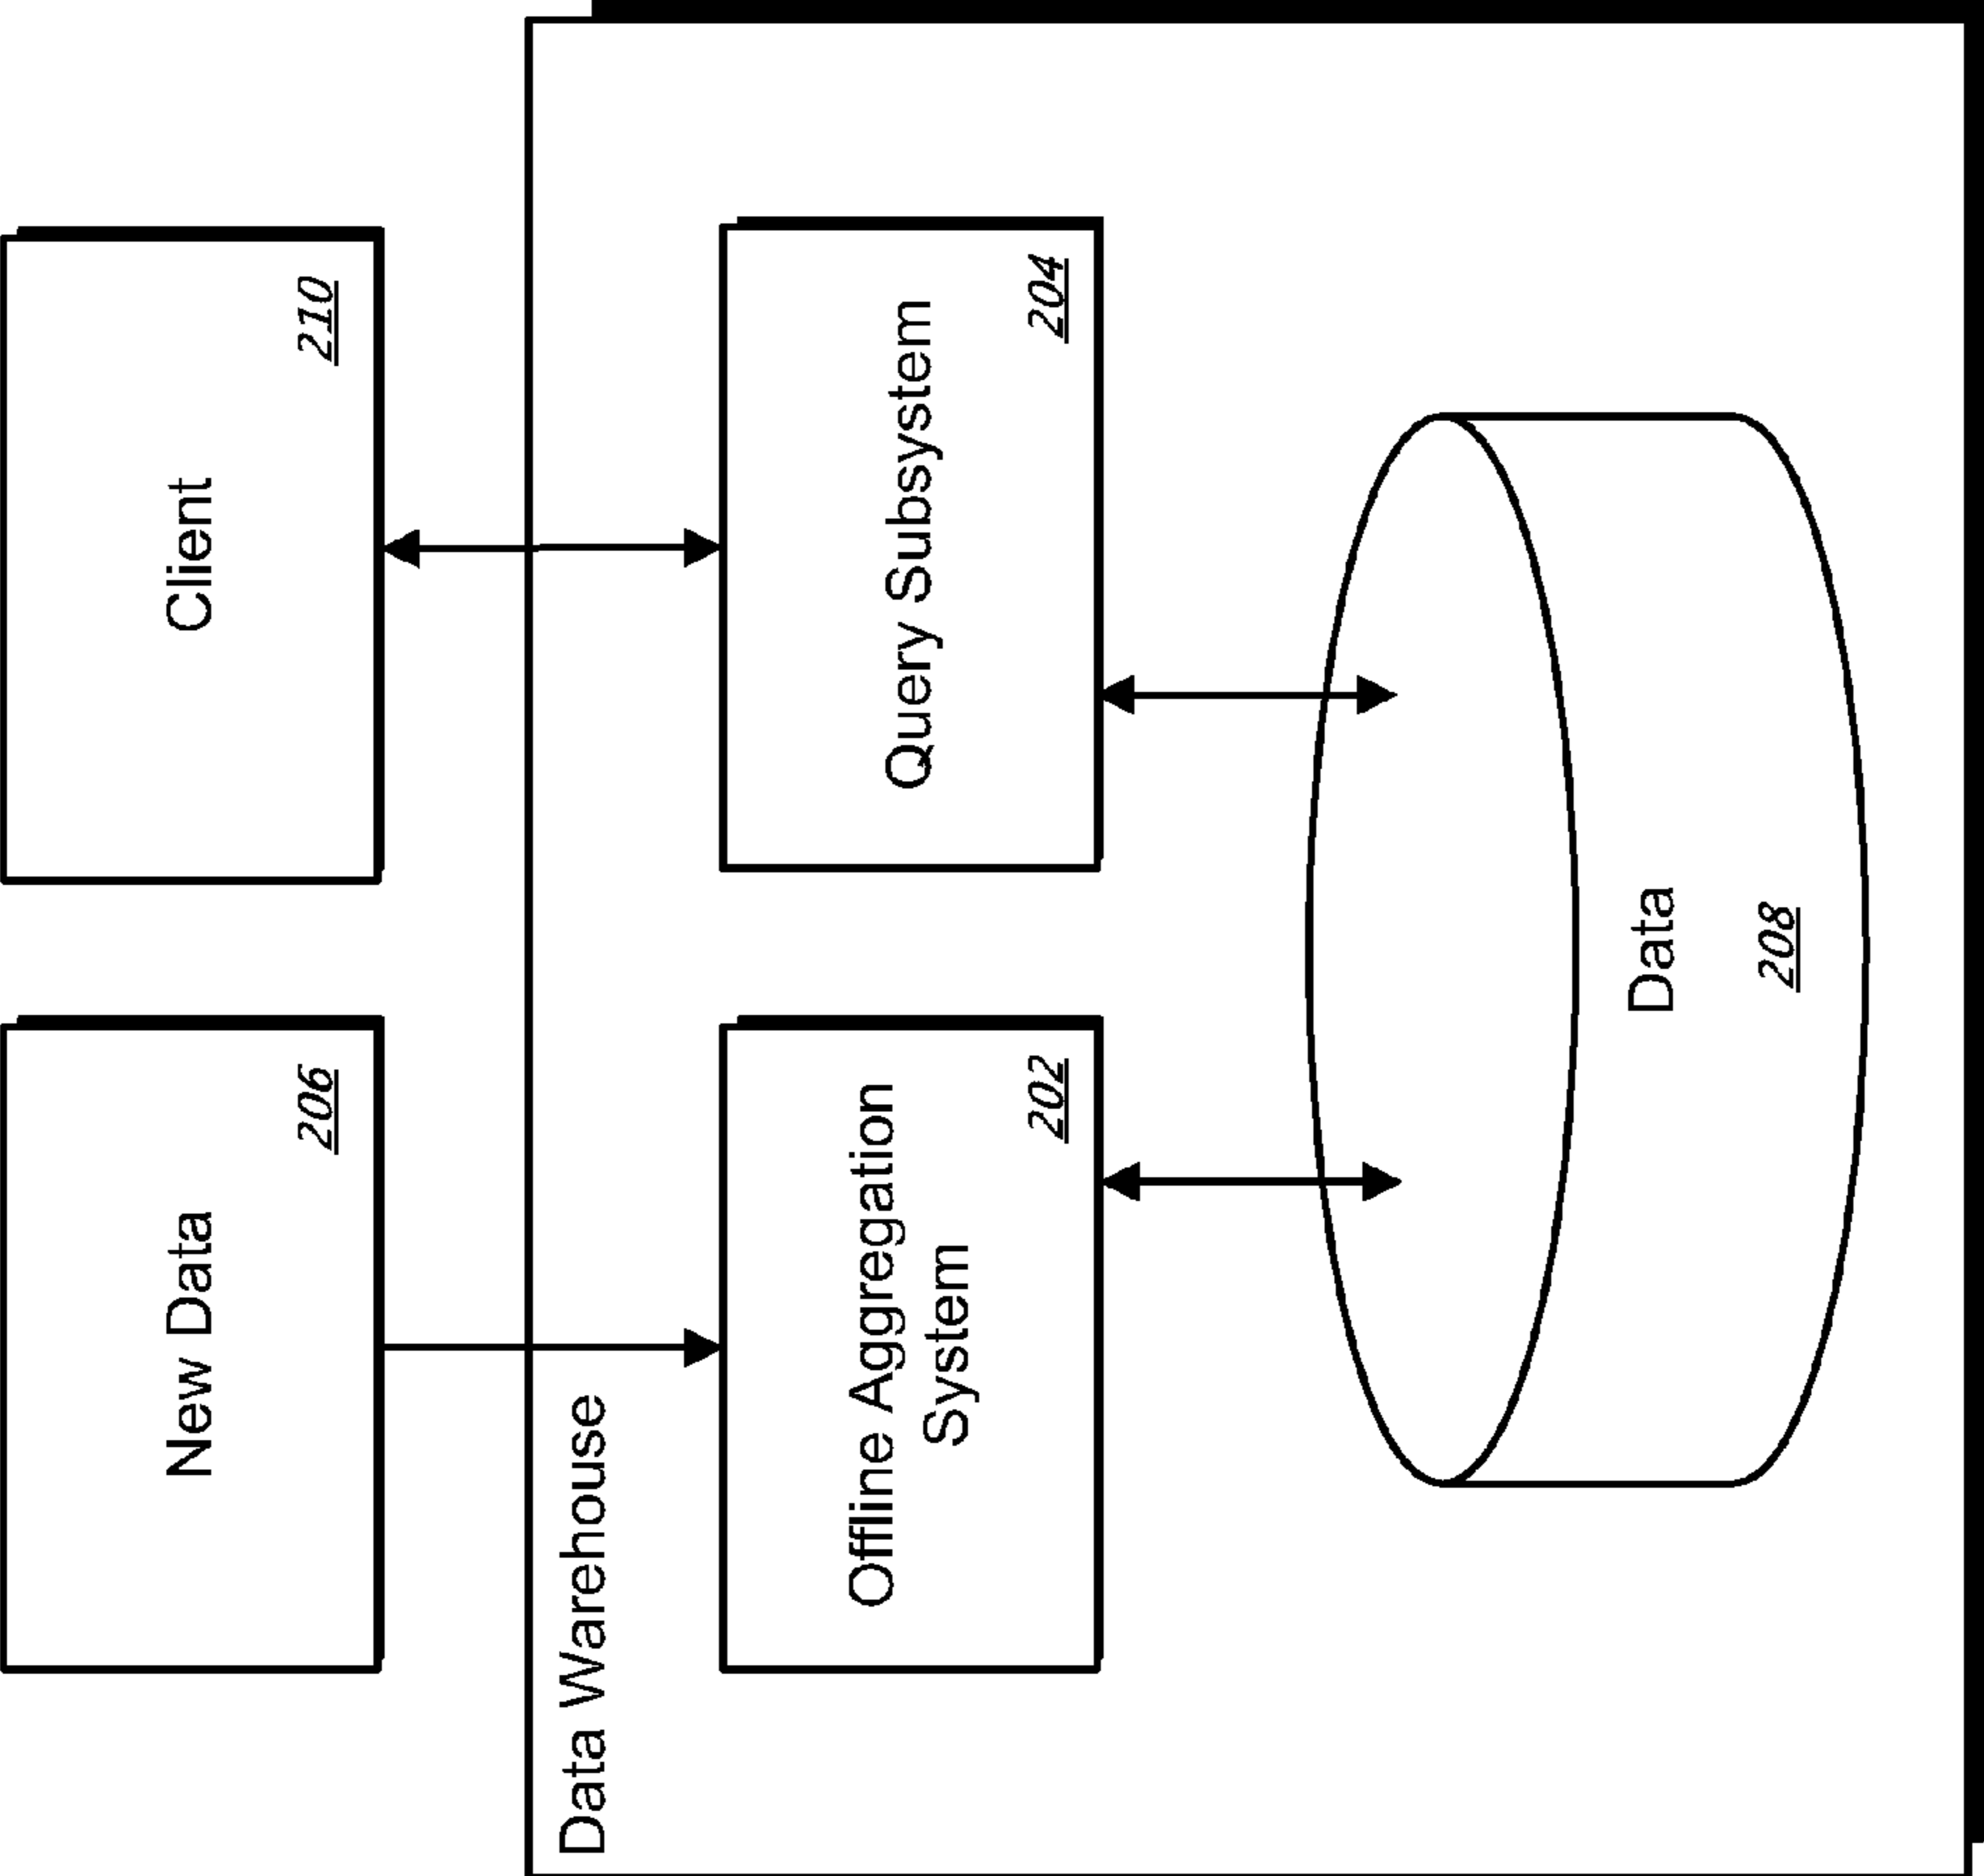 New Data
206
Client
210
Data Warehouse
Offline Aggregation
System
202
Query Subsystem
204
Data
208